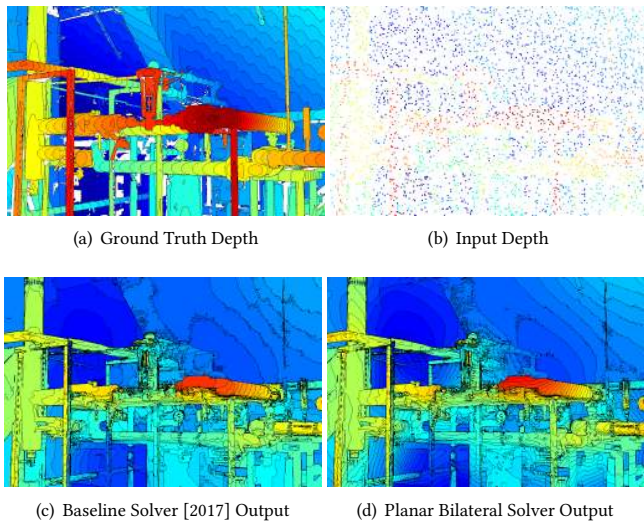 (a) Ground Truth Depth
(b) Input Depth
(c) Baseline Solver [2017] Output
(d) Planar Bilateral Solver Output